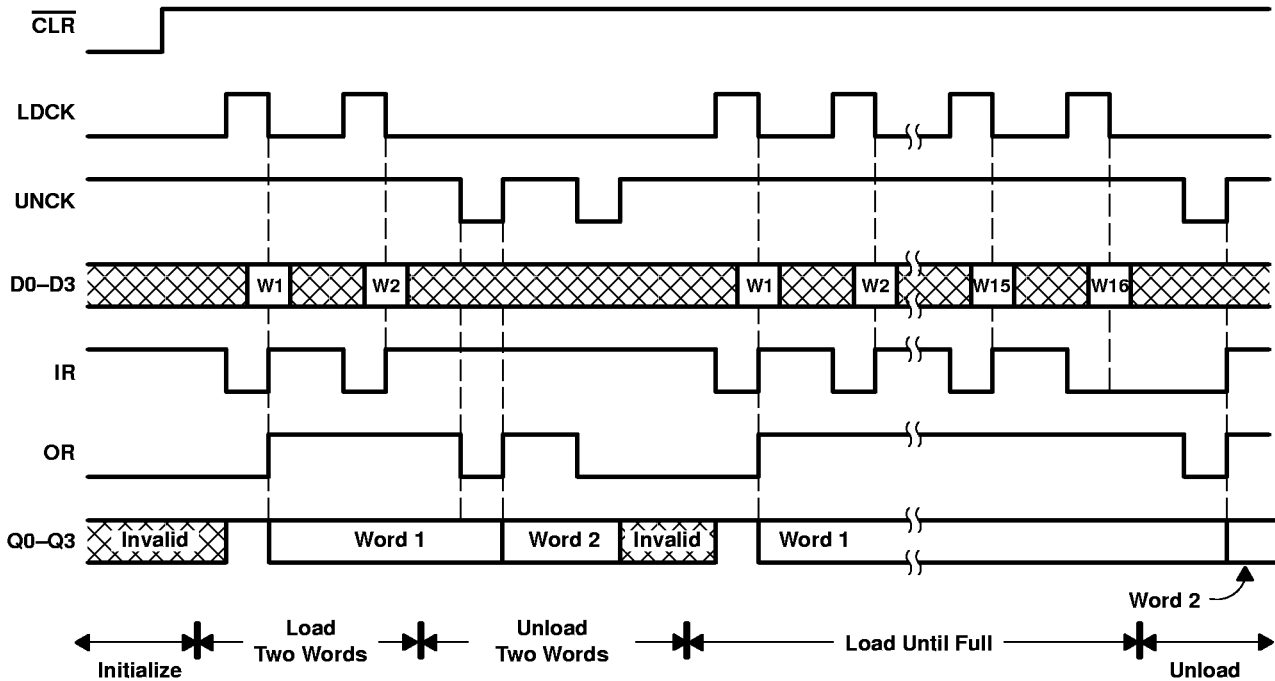 CLR
LDCK
UNCK
D0–D3 W1 W2 W1 W2 W15 W16
IR
OR
Q0–Q3 Invalid Word 1 Word 2 Invalid Word 1
Word 2
Initialize
Load
Two Words
Unload
Two Words
Load Until Full
Unload